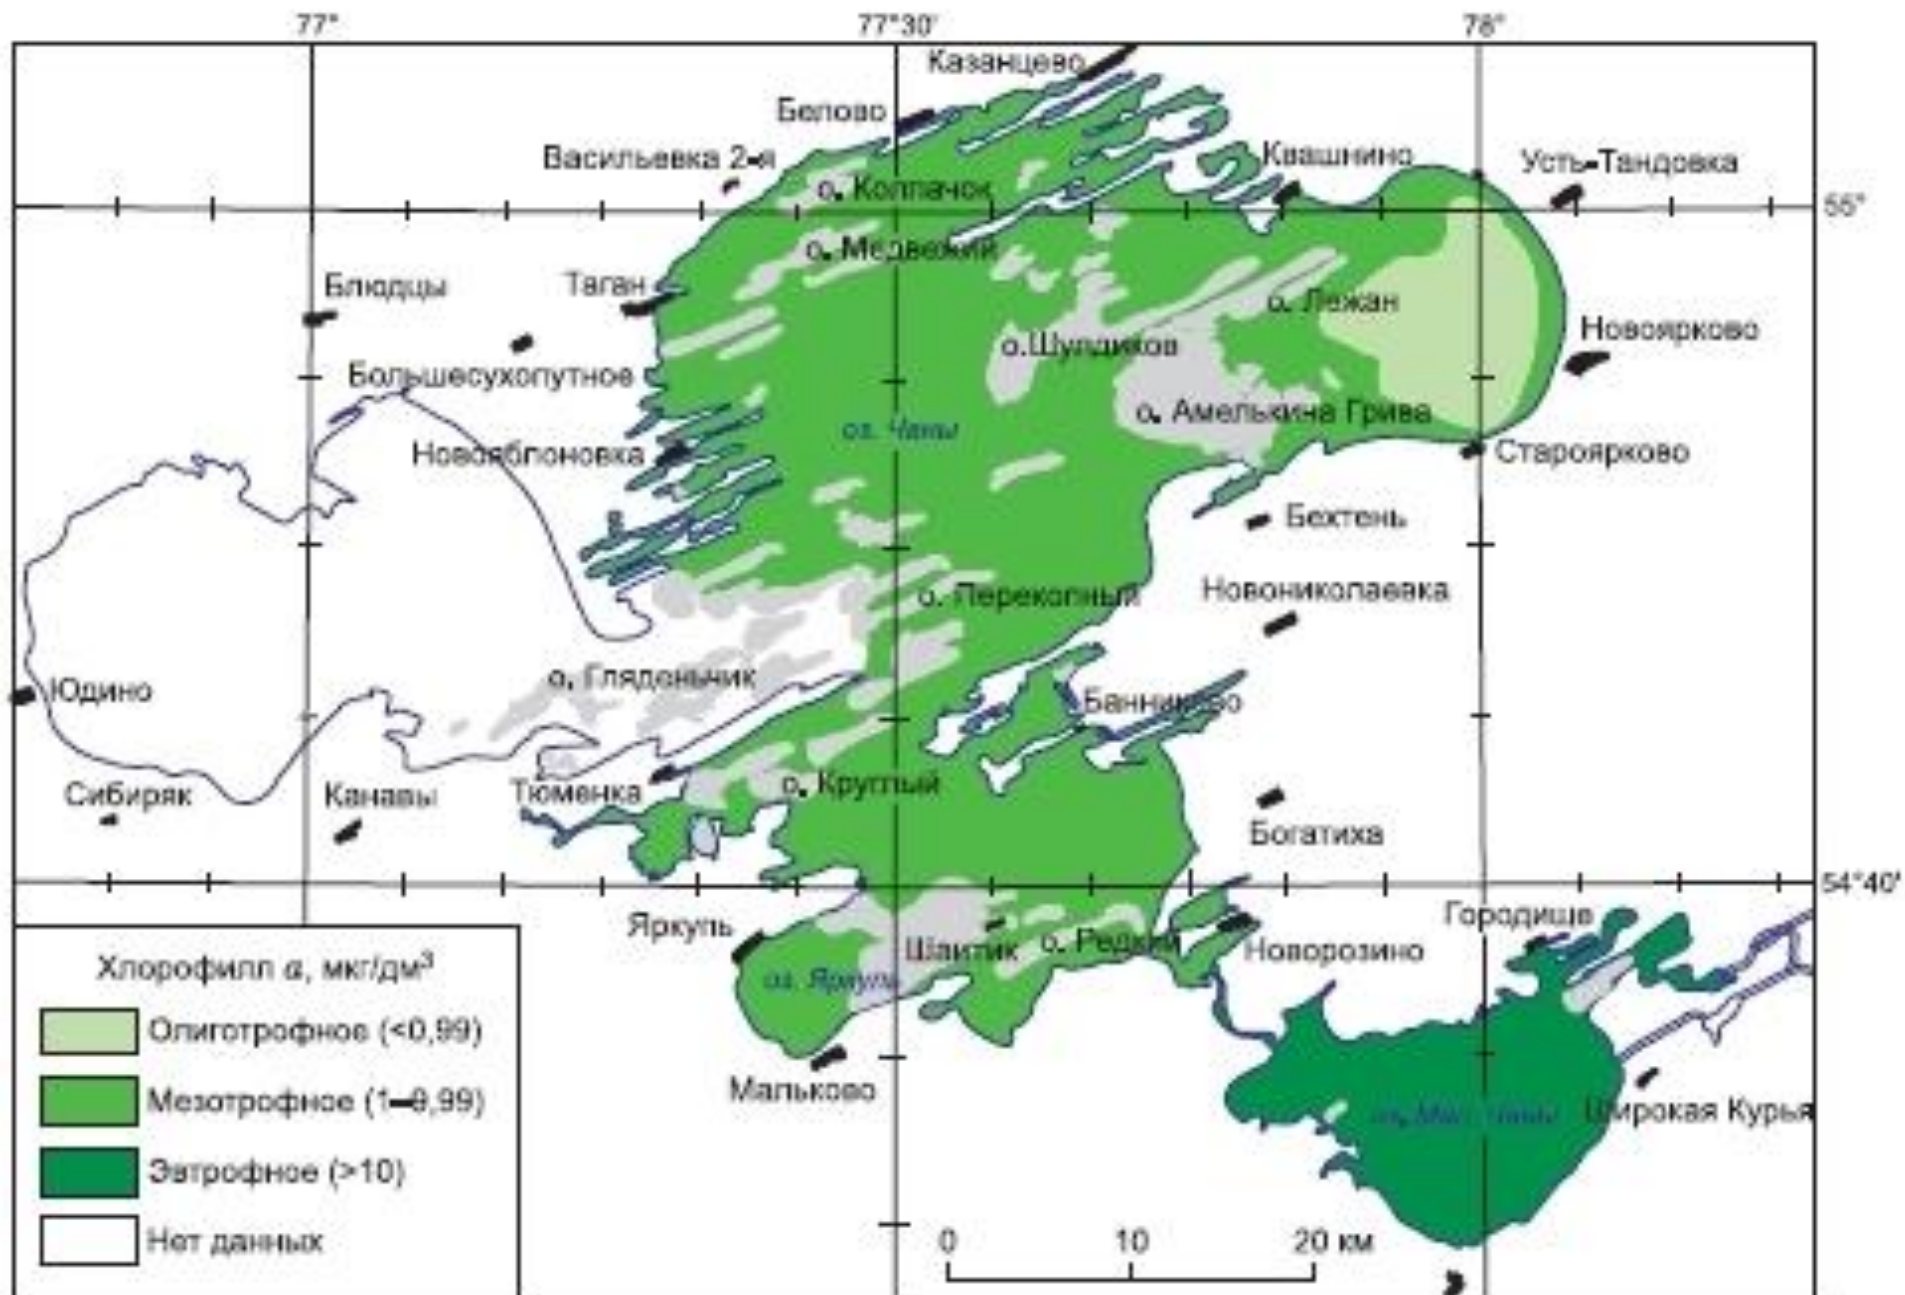 77°
77°30'
78°
Казанцево
Белово
Васильевка 2-я
Квашнино
Усть-Тандовка
о. Колпачок
55°
о. Медвежий
Блюдцы
Таган
о. Лежан
Новоярково
о.Шулдиков
Большесухопутное
о. Амелькина Грива
оз. Чаны
Новояблоновка
Староярково
Бехтень
о. Перекопный
Новониколаевка
о. Гляденьчик
Юдино
Банниково
Сибиряк
Канавы
Тюменка
о. Круглый
Богатиха
54°40'
Яркуль
Шаитик
о. Редкий
Новорозино
Городище
оз. Яркуль
Мальково
Широкая Курья
Хлорофилл а, мкг/дм³
Олиготрофное (<0,99)
Мезотрофное (1–9,99)
Эвтрофное (>10)
Нет данных
0
10
20 км